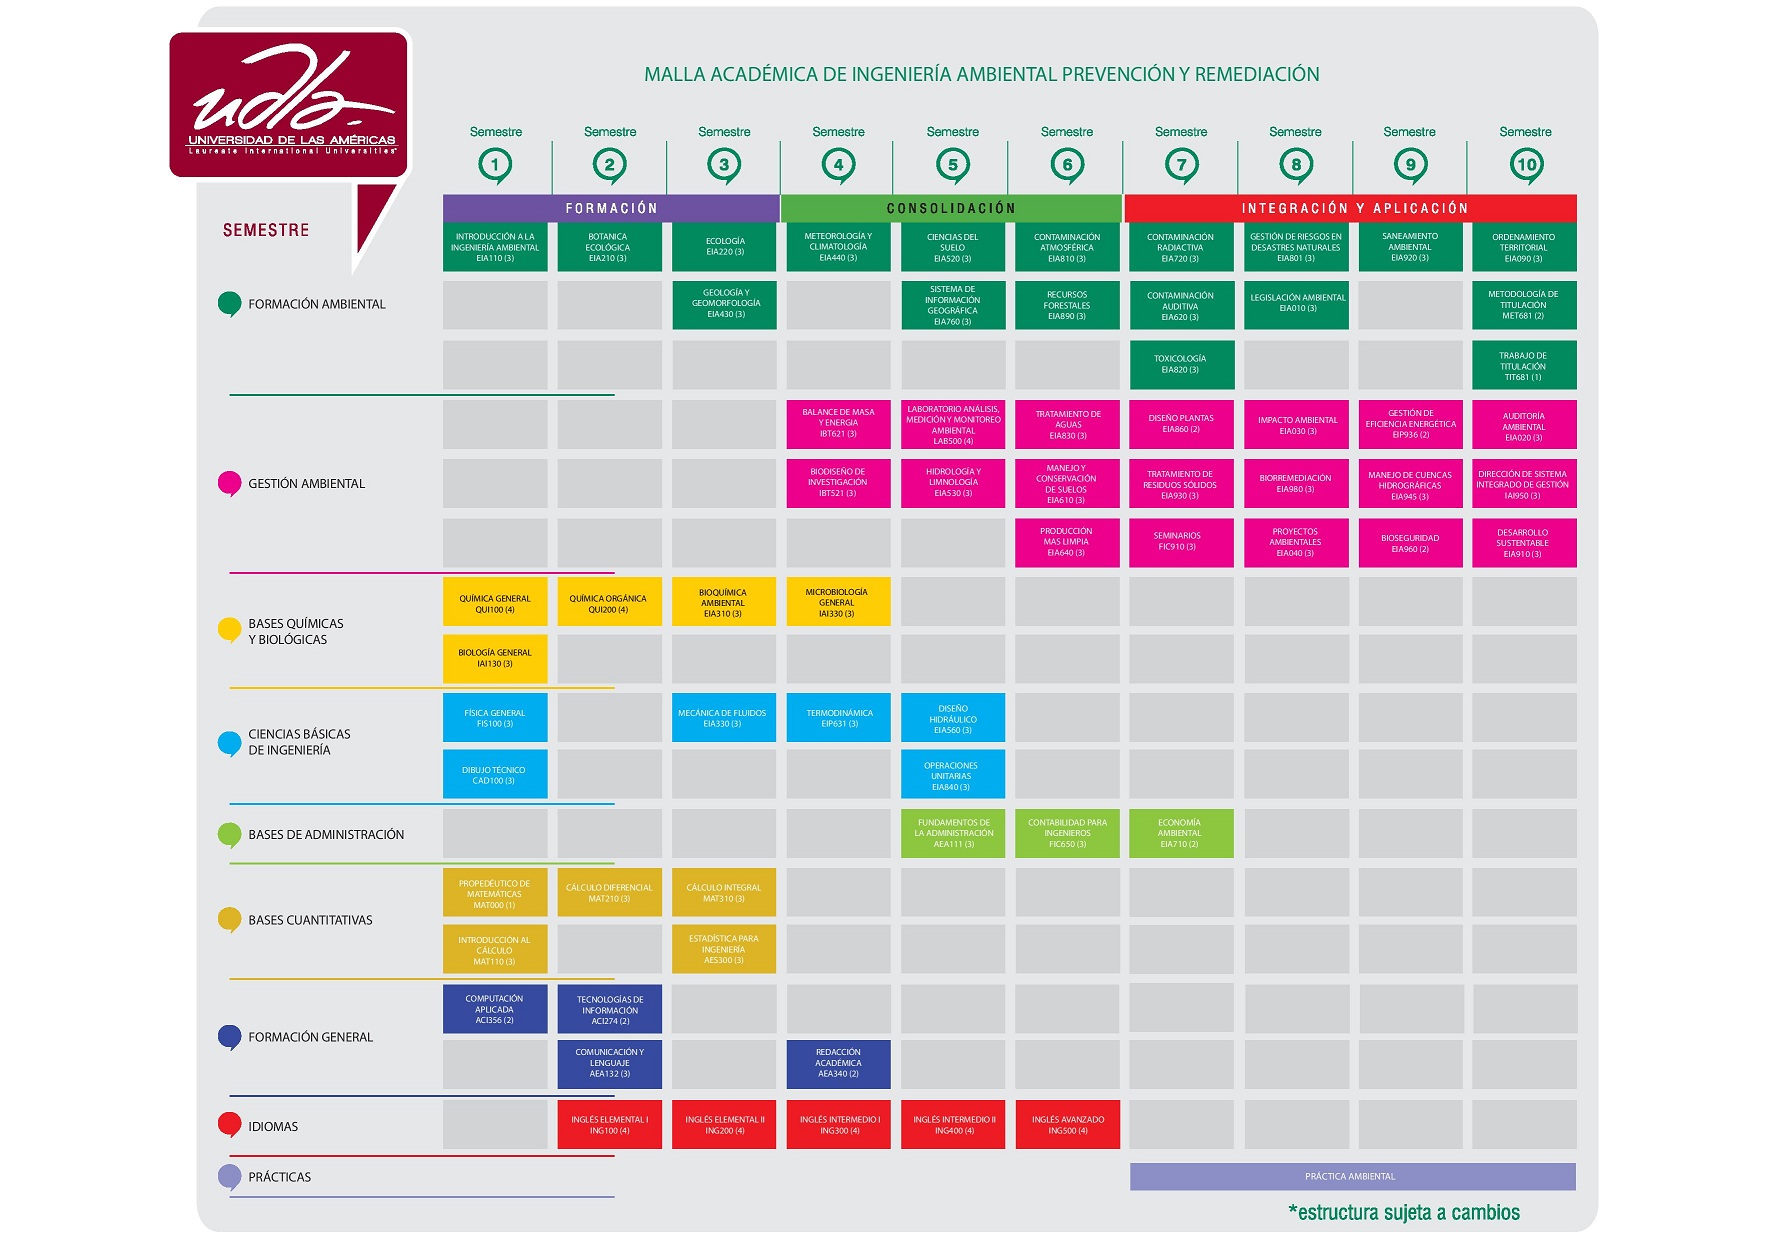 udla
UNIVERSIDAD DE LAS AMÉRICAS
Laureate International Universities®
MALLA ACADÉMICA DE INGENIERÍA AMBIENTAL PREVENCIÓN Y REMEDIACIÓN
Semestre Semestre Semestre Semestre Semestre Semestre Semestre Semestre Semestre Semestre
1 2 3 4 5 6 7 8 9 10
FORMACIÓN CONSOLIDACIÓN INTEGRACIÓN Y APLICACIÓN
SEMESTRE
FORMACIÓN AMBIENTAL
INTRODUCCIÓN A LA
INGENIERÍA AMBIENTAL
EIA110 (3)
BOTANICA
ECOLÓGICA
EIA210 (3)
ECOLOGÍA
EIA220 (3)
METEOROLOGÍA Y
CLIMATOLOGÍA
EIA440 (3)
CIENCIAS DEL
SUELO
EIA520 (3)
CONTAMINACIÓN
ATMOSFÉRICA
EIA810 (3)
CONTAMINACIÓN
RADIACTIVA
EIA720 (3)
GESTIÓN DE RIESGOS EN
DESASTRES NATURALES
EIA801 (3)
SANEAMIENTO
AMBIENTAL
EIA920 (3)
ORDENAMIENTO
TERRITORIAL
EIA090 (3)
GEOLOGÍA Y
GEOMORFOLOGÍA
EIA430 (3)
SISTEMA DE
INFORMACIÓN
GEOGRÁFICA
EIA760 (3)
RECURSOS
FORESTALES
EIA890 (3)
CONTAMINACIÓN
AUDITIVA
EIA620 (3)
LEGISLACIÓN AMBIENTAL
EIA010 (3)
METODOLOGÍA DE
TITULACIÓN
MET681 (2)
TOXICOLOGÍA
EIA820 (3)
TRABAJO DE
TITULACIÓN
TIT681 (1)
GESTIÓN AMBIENTAL
BALANCE DE MASA
Y ENERGIA
IBT621 (3)
LABORATORIO ANÁLISIS,
MEDICIÓN Y MONITOREO
AMBIENTAL
LAB500 (4)
TRATAMIENTO DE
AGUAS
EIA830 (3)
DISEÑO PLANTAS
EIA860 (2)
IMPACTO AMBIENTAL
EIA030 (3)
GESTIÓN DE
EFICIENCIA ENERGÉTICA
EIP936 (2)
AUDITORÍA
AMBIENTAL
EIA020 (3)
BIODISEÑO DE
INVESTIGACIÓN
IBT521 (3)
HIDROLOGÍA Y
LIMNOLOGÍA
EIA530 (3)
MANEJO Y
CONSERVACIÓN
DE SUELOS
EIA610 (3)
TRATAMIENTO DE
RESIDUOS SÓLIDOS
EIA930 (3)
BIORREMEDIACIÓN
EIA980 (3)
MANEJO DE CUENCAS
HIDROGRÁFICAS
EIA945 (3)
DIRECCIÓN DE SISTEMA
INTEGRADO DE GESTIÓN
IAI950 (3)
PRODUCCIÓN
MAS LIMPIA
EIA640 (3)
SEMINARIOS
FIC910 (3)
PROYECTOS
AMBIENTALES
EIA040 (3)
BIOSEGURIDAD
EIA960 (2)
DESARROLLO
SUSTENTABLE
EIA910 (3)
BASES QUÍMICAS
Y BIOLÓGICAS
QUÍMICA GENERAL
QUI100 (4)
QUÍMICA ORGÁNICA
QUI200 (4)
BIOQUÍMICA
AMBIENTAL
EIA310 (3)
MICROBIOLOGÍA
GENERAL
IAI330 (3)
BIOLOGÍA GENERAL
IAI130 (3)
CIENCIAS BÁSICAS
DE INGENIERÍA
FÍSICA GENERAL
FIS100 (3)
MECÁNICA DE FLUIDOS
EIA330 (3)
TERMODINÁMICA
EIP631 (3)
DISEÑO
HIDRÁULICO
EIA560 (3)
DIBUJO TÉCNICO
CAD100 (3)
OPERACIONES
UNITARIAS
EIA840 (3)
BASES DE ADMINISTRACIÓN
FUNDAMENTOS DE
LA ADMINISTRACIÓN
AEA111 (3)
CONTABILIDAD PARA
INGENIEROS
FIC650 (3)
ECONOMÍA
AMBIENTAL
EIA710 (2)
BASES CUANTITATIVAS
PROPEDÉUTICO DE
MATEMÁTICAS
MAT000 (1)
CÁLCULO DIFERENCIAL
MAT210 (3)
CÁLCULO INTEGRAL
MAT310 (3)
INTRODUCCIÓN AL
CÁLCULO
MAT110 (3)
ESTADÍSTICA PARA
INGENIERÍA
AES300 (3)
FORMACIÓN GENERAL
COMPUTACIÓN
APLICADA
ACI356 (2)
TECNOLOGÍAS DE
INFORMACIÓN
ACI274 (2)
COMUNICACIÓN Y
LENGUAJE
AEA132 (3)
REDACCIÓN
ACADÉMICA
AEA340 (2)
IDIOMAS
INGLÉS ELEMENTAL I
ING100 (4)
INGLÉS ELEMENTAL II
ING200 (4)
INGLÉS INTERMEDIO I
ING300 (4)
INGLÉS INTERMEDIO II
ING400 (4)
INGLÉS AVANZADO
ING500 (4)
PRÁCTICAS
PRÁCTICA AMBIENTAL
*estructura sujeta a cambios